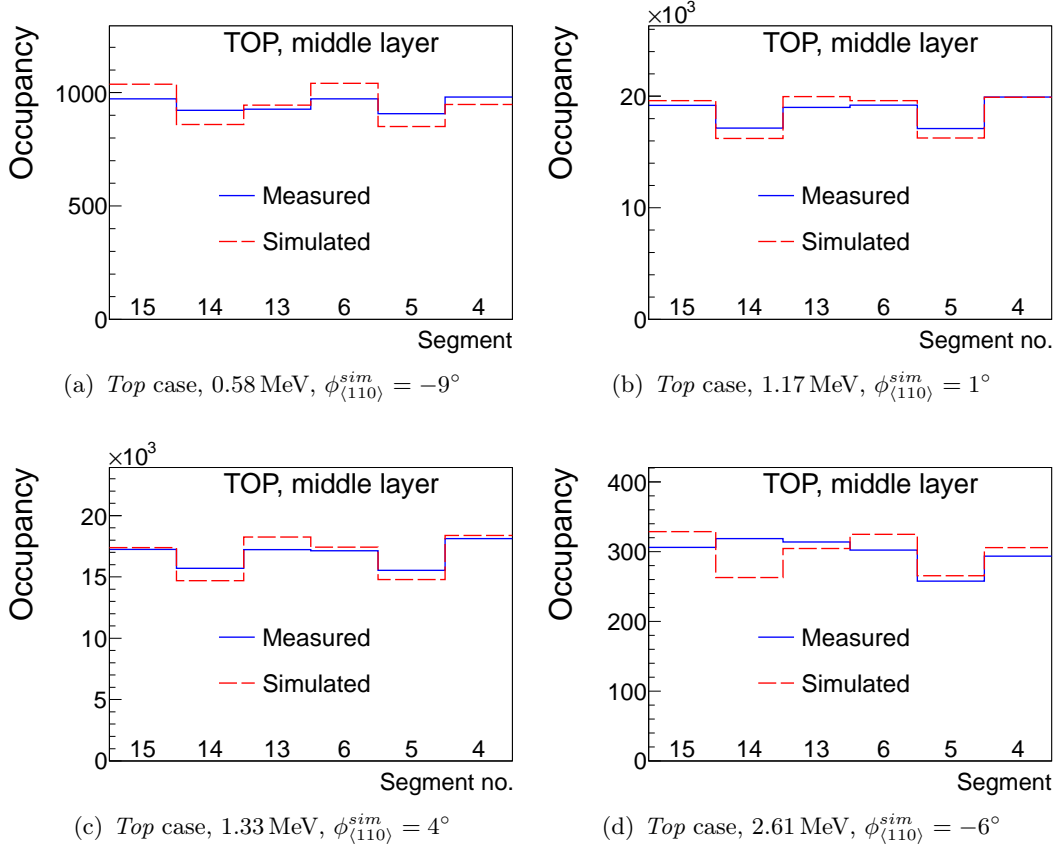 TOP, middle layer
Occupancy
1000
500
0
Measured
Simulated
15 14 13 6 5 4
Segment
(a) Top case, 0.58 MeV, ϕ^{sim}_{⟨110⟩} = −9°
×10³
TOP, middle layer
Occupancy
20
10
0
Measured
Simulated
15 14 13 6 5 4
Segment no.
(b) Top case, 1.17 MeV, ϕ^{sim}_{⟨110⟩} = 1°
×10³
TOP, middle layer
Occupancy
20
15
10
5
0
Measured
Simulated
15 14 13 6 5 4
Segment no.
(c) Top case, 1.33 MeV, ϕ^{sim}_{⟨110⟩} = 4°
TOP, middle layer
Occupancy
400
300
200
100
0
Measured
Simulated
15 14 13 6 5 4
Segment
(d) Top case, 2.61 MeV, ϕ^{sim}_{⟨110⟩} = −6°